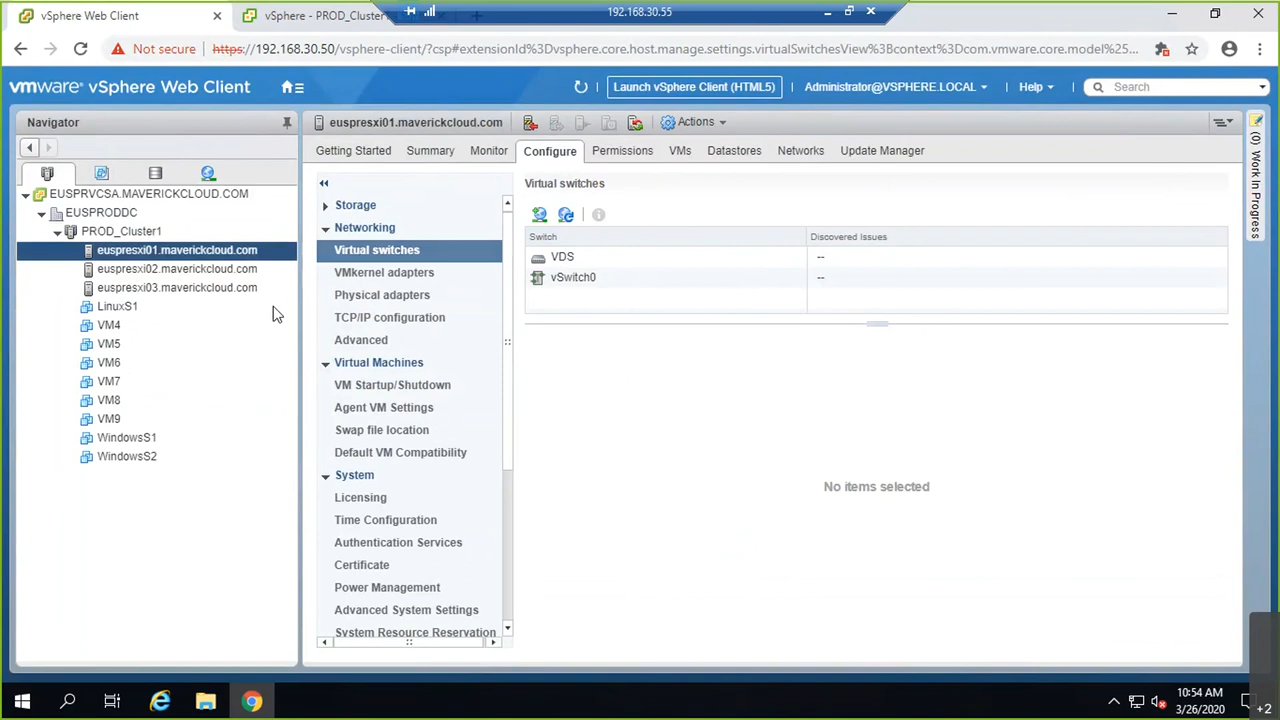 vSphere Web Client
vSphere - PROD_Cluster1
192.168.30.55
Not secure
https://192.168.30.50/vsphere-client/?csp#extensionId%3Dvsphere.core.host.manage.settings.virtualSwitchesView%3Bcontext%3Dcom.vmware.core.model%25...
vmware® vSphere Web Client
Launch vSphere Client (HTML5)
Administrator@VSPHERE.LOCAL
Help
Search
Navigator
EUSPRVCSA.MAVERICKCLOUD.COM
EUSPRODDC
PROD_Cluster1
euspresxi01.maverickcloud.com
euspresxi02.maverickcloud.com
euspresxi03.maverickcloud.com
LinuxS1
VM4
VM5
VM6
VM7
VM8
VM9
WindowsS1
WindowsS2
euspresxi01.maverickcloud.com
Actions
Getting Started
Summary
Monitor
Configure
Permissions
VMs
Datastores
Networks
Update Manager
Storage
Networking
Virtual switches
VMkernel adapters
Physical adapters
TCP/IP configuration
Advanced
Virtual Machines
VM Startup/Shutdown
Agent VM Settings
Swap file location
Default VM Compatibility
System
Licensing
Time Configuration
Authentication Services
Certificate
Power Management
Advanced System Settings
System Resource Reservation
Virtual switches
Switch Discovered Issues
VDS --
vSwitch0 --
No items selected
(0) Work In Progress
10:54 AM
3/26/2020
+2